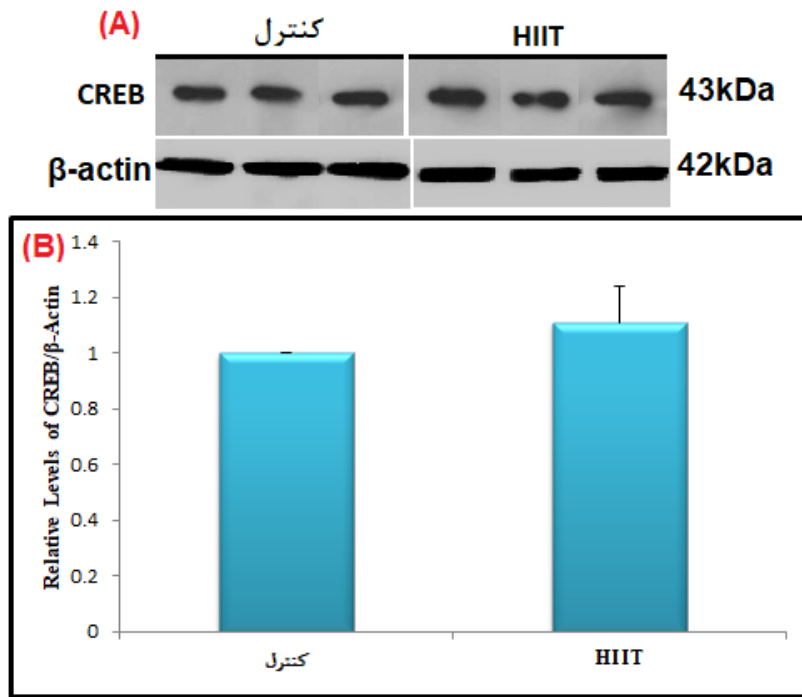 (A)
کنترل HIIT
CREB 43kDa
β-actin 42kDa
(B)
Relative Levels of CREB/β-Actin
1.4
1.2
1
0.8
0.6
0.4
0.2
0
کنترل HIIT